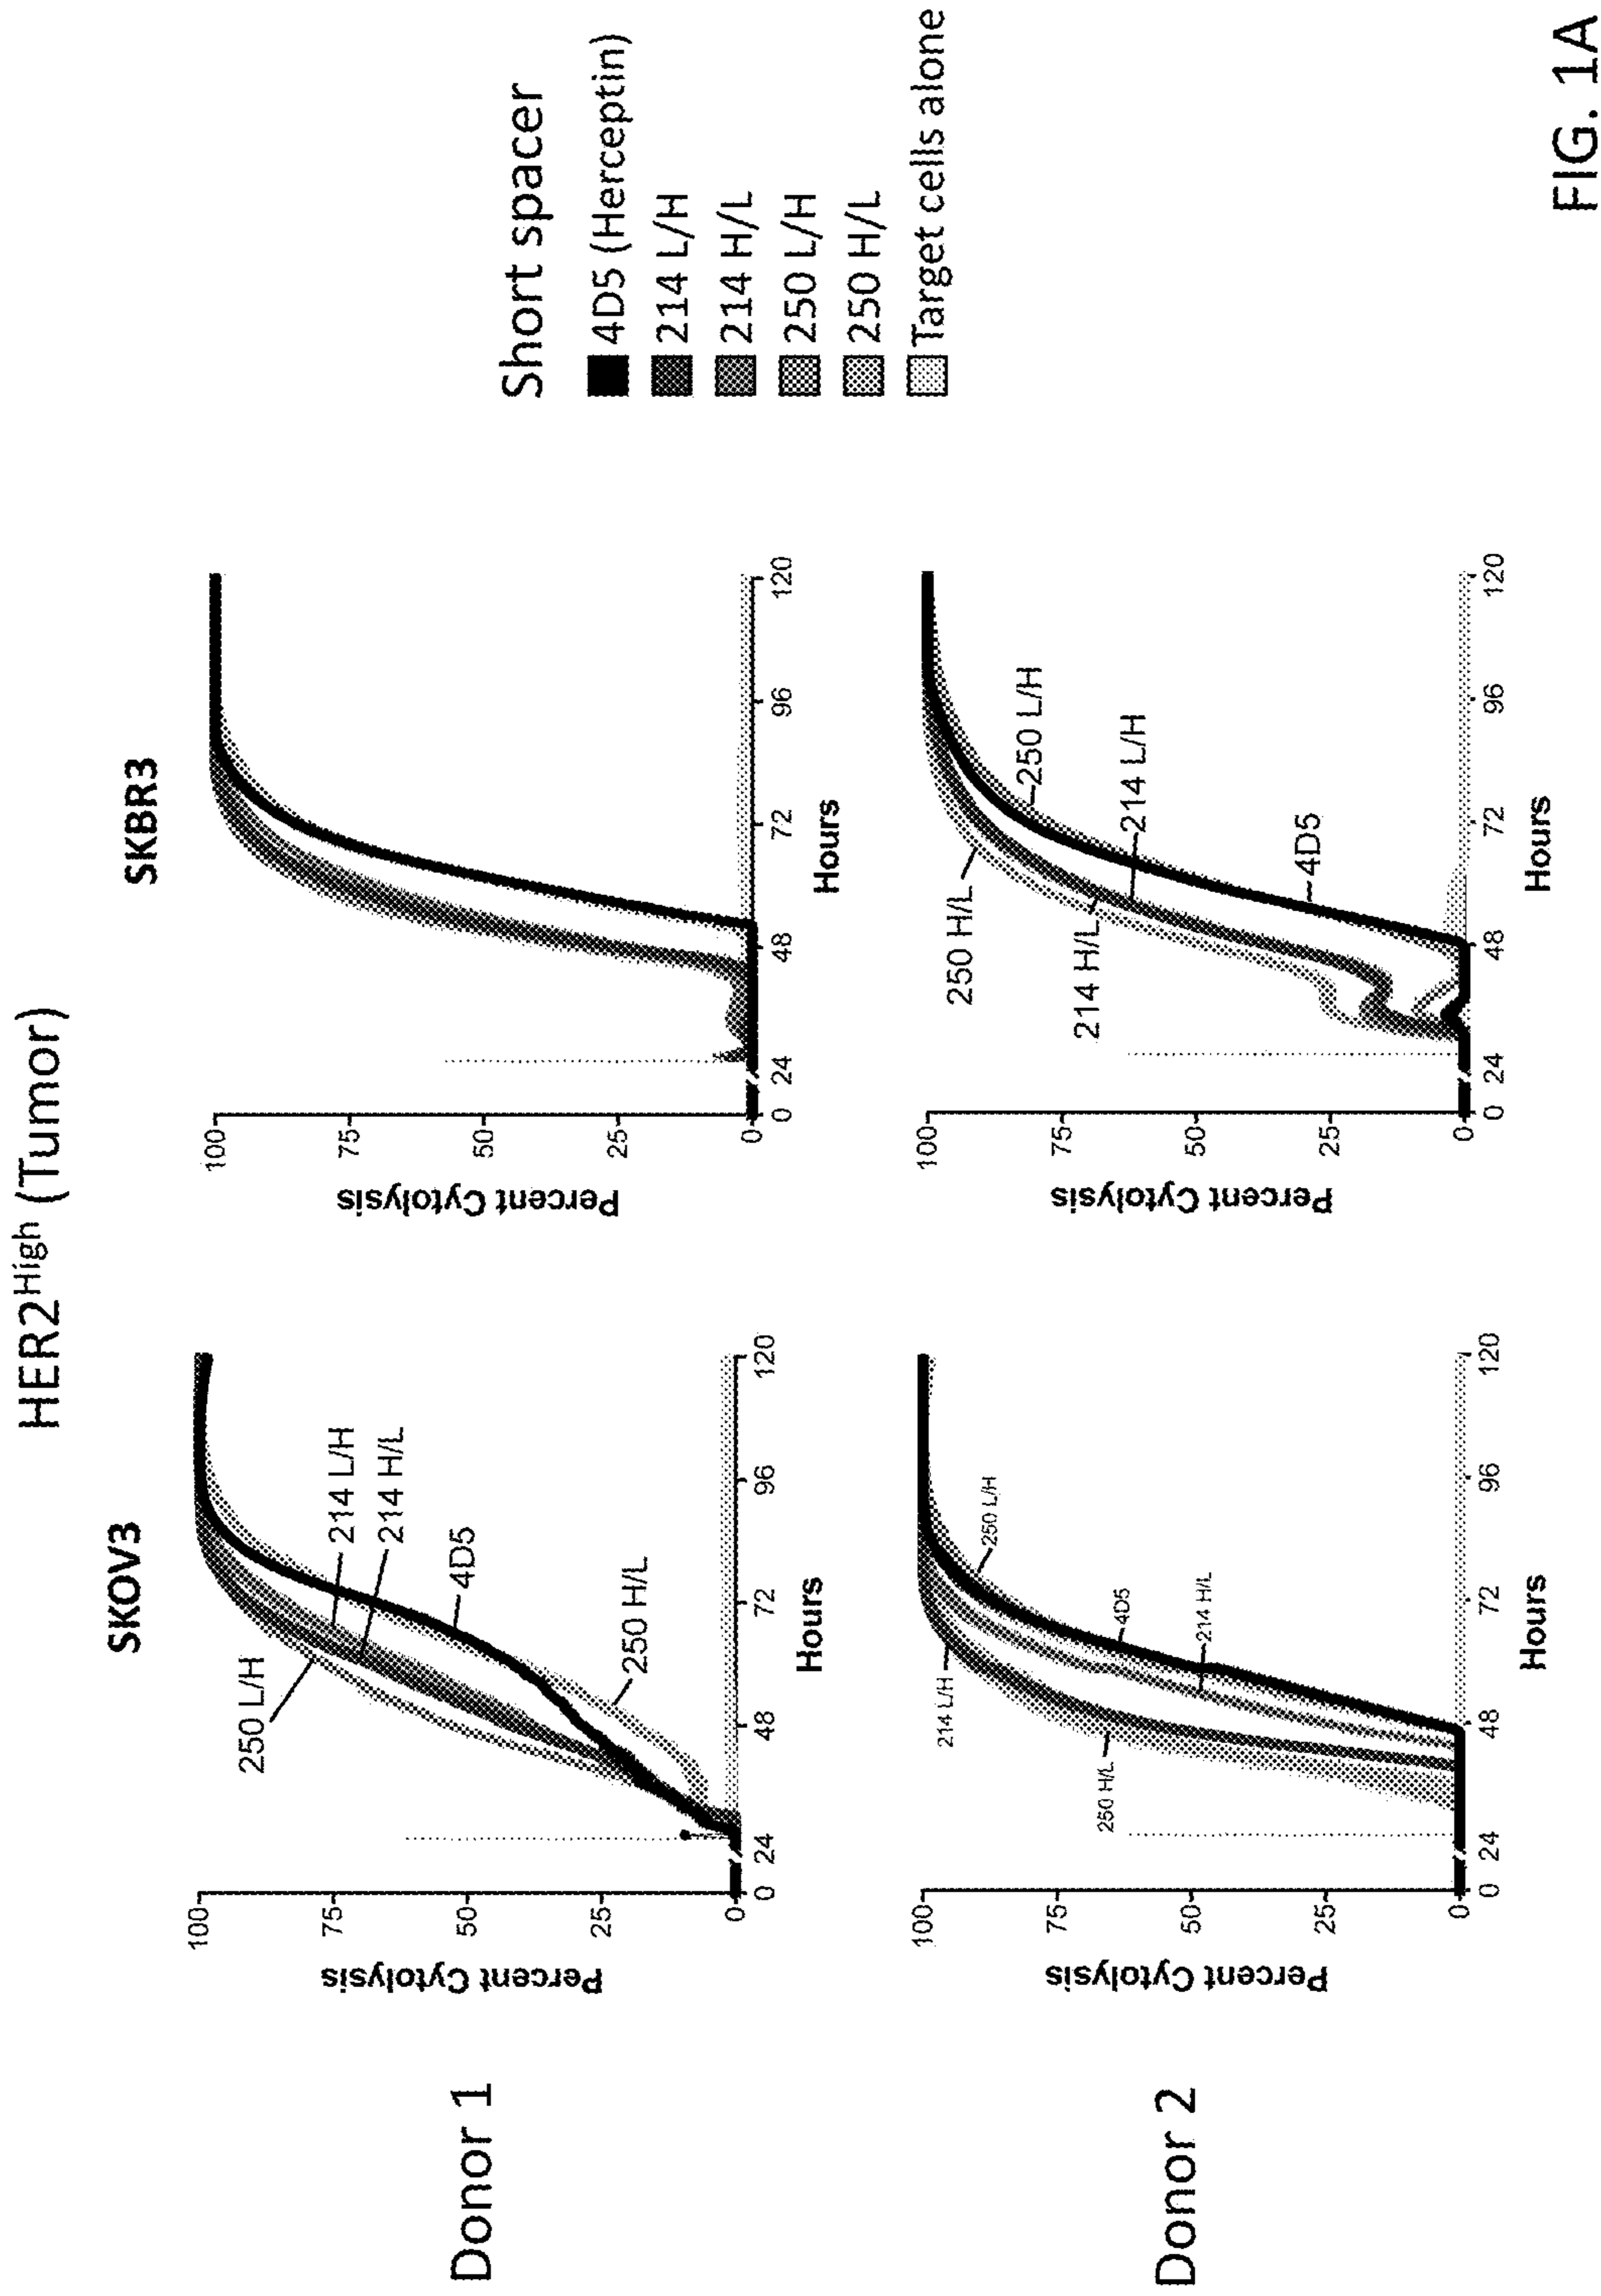 HER2High (Tumor)
SKOV3
SKBR3
Donor 1
Percent Cytolysis
100
75
50
25
0
0
24
48
72
96
120
Hours
250 L/H
214 L/H
214 H/L
4D5
250 H/L
Percent Cytolysis
100
75
50
25
0
0
24
48
72
96
120
Hours
Donor 2
Percent Cytolysis
100
75
50
25
0
0
24
48
72
96
120
Hours
214 L/H
250 H/L
250 L/H
4D5
214 H/L
Percent Cytolysis
100
75
50
25
0
0
24
48
72
96
120
Hours
250 H/L
214 H/L
250 L/H
214 L/H
4D5
Short spacer
4D5 (Herceptin)
214 L/H
214 H/L
250 L/H
250 H/L
Target cells alone
FIG. 1A